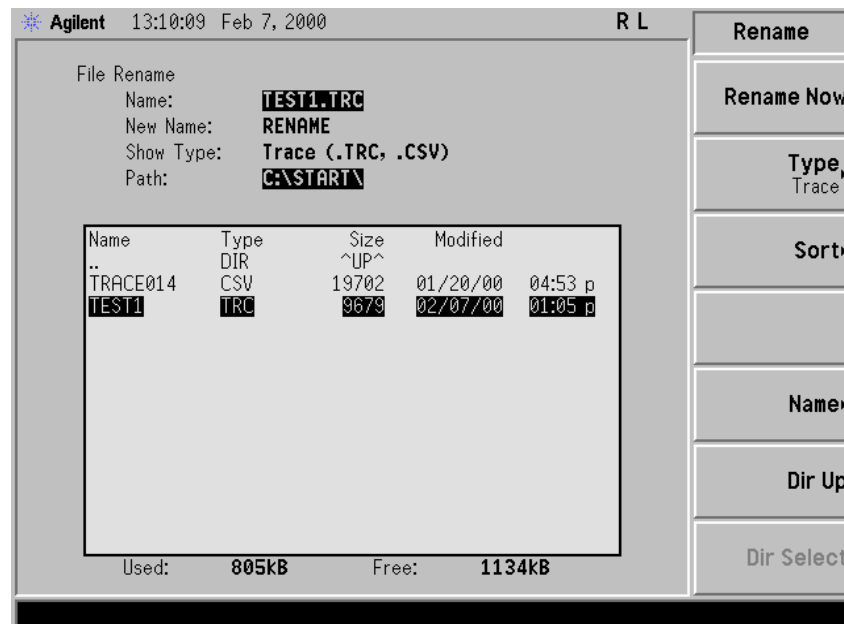 Agilent 13:10:09 Feb 7, 2000 R L
File Rename
Name: TEST1.TRC
New Name: RENAME
Show Type: Trace (.TRC, .CSV)
Path: C:\START\
Name Type Size Modified
.. DIR ^UP^
TRACE014 CSV 19702 01/20/00 04:53 p
TEST1 TRC 9679 02/07/00 01:05 p
Used: 805kB Free: 1134kB
Rename
Rename Now
Type
Trace
Sort
Name
Dir Up
Dir Select